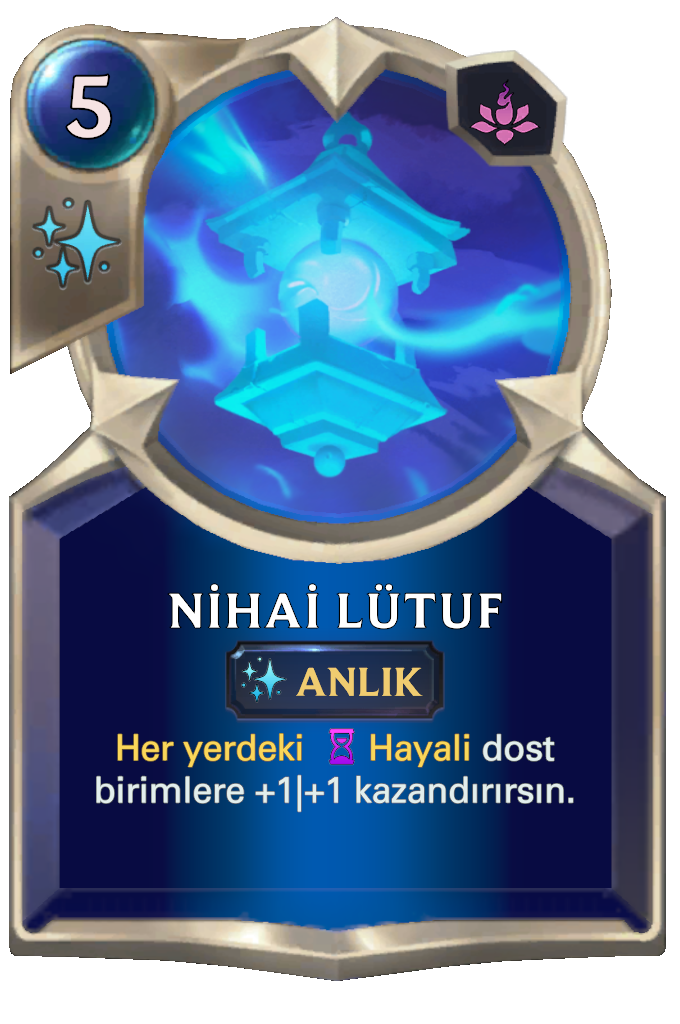 5
NİHAİ LÜTUF
ANLIK
Her yerdeki Hayali dost
birimlere +1|+1 kazandırırsın.